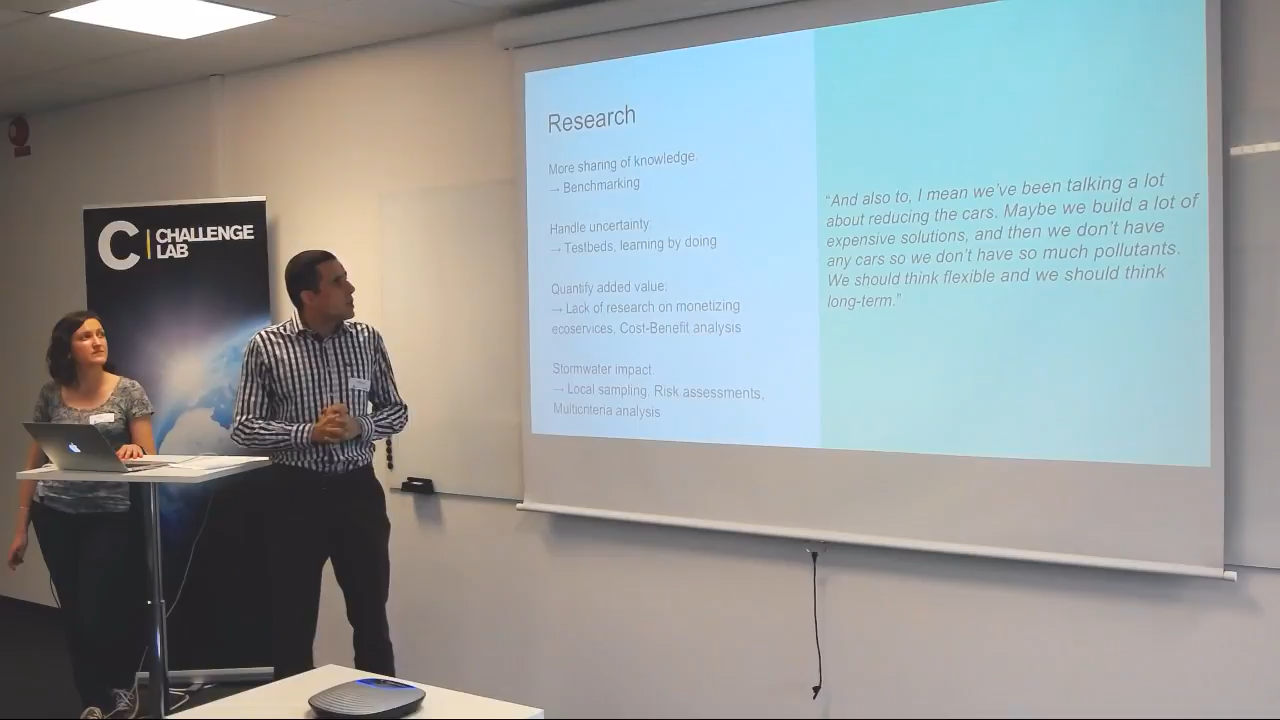 C
CHALLENGE
LAB
Research
More sharing of knowledge.
→ Benchmarking
Handle uncertainty:
→ Testbeds, learning by doing
Quantify added value:
→ Lack of research on monetizing
ecoservices, Cost-Benefit analysis
Stormwater impact.
→ Local sampling. Risk assessments,
Multicriteria analysis
“And also to, I mean we’ve been talking a lot
about reducing the cars. Maybe we build a lot of
expensive solutions, and then we don’t have
any cars so we don’t have so much pollutants.
We should think flexible and we should think
long-term.”